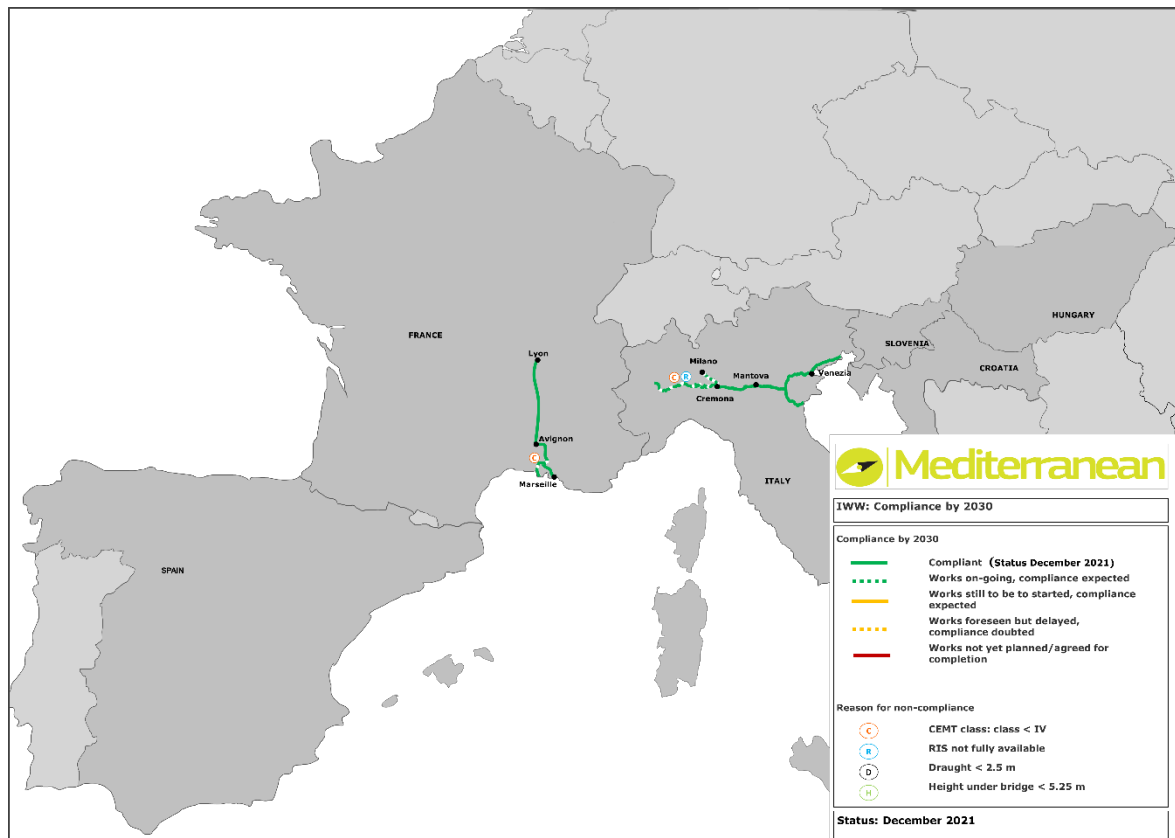 FRANCE
HUNGARY
SLOVENIA
CROATIA
Lyon
Milano
Mantova
Venezia
C R
Cremona
Avignon
C
Marseille
ITALY
SPAIN
Mediterranean
IWW: Compliance by 2030
Compliance by 2030
Compliant (Status December 2021)
Works on-going, compliance expected
Works still to be to started, compliance
expected
Works foreseen but delayed,
compliance doubted
Works not yet planned/agreed for
completion
Reason for non-compliance
C CEMT class: class < IV
R RIS not fully available
D Draught < 2.5 m
H Height under bridge < 5.25 m
Status: December 2021